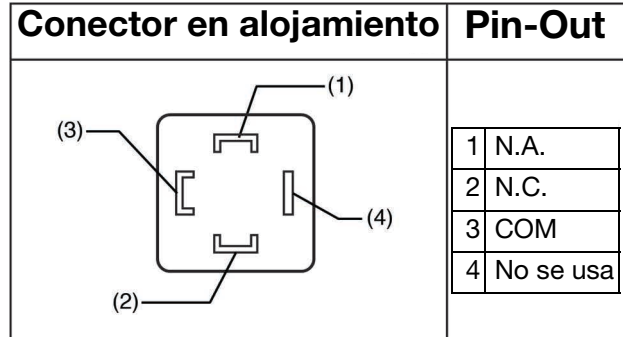 Conector en alojamiento Pin-Out
(1)
(3)
(4)
(2)
1 N.A.
2 N.C.
3 COM
4 No se usa